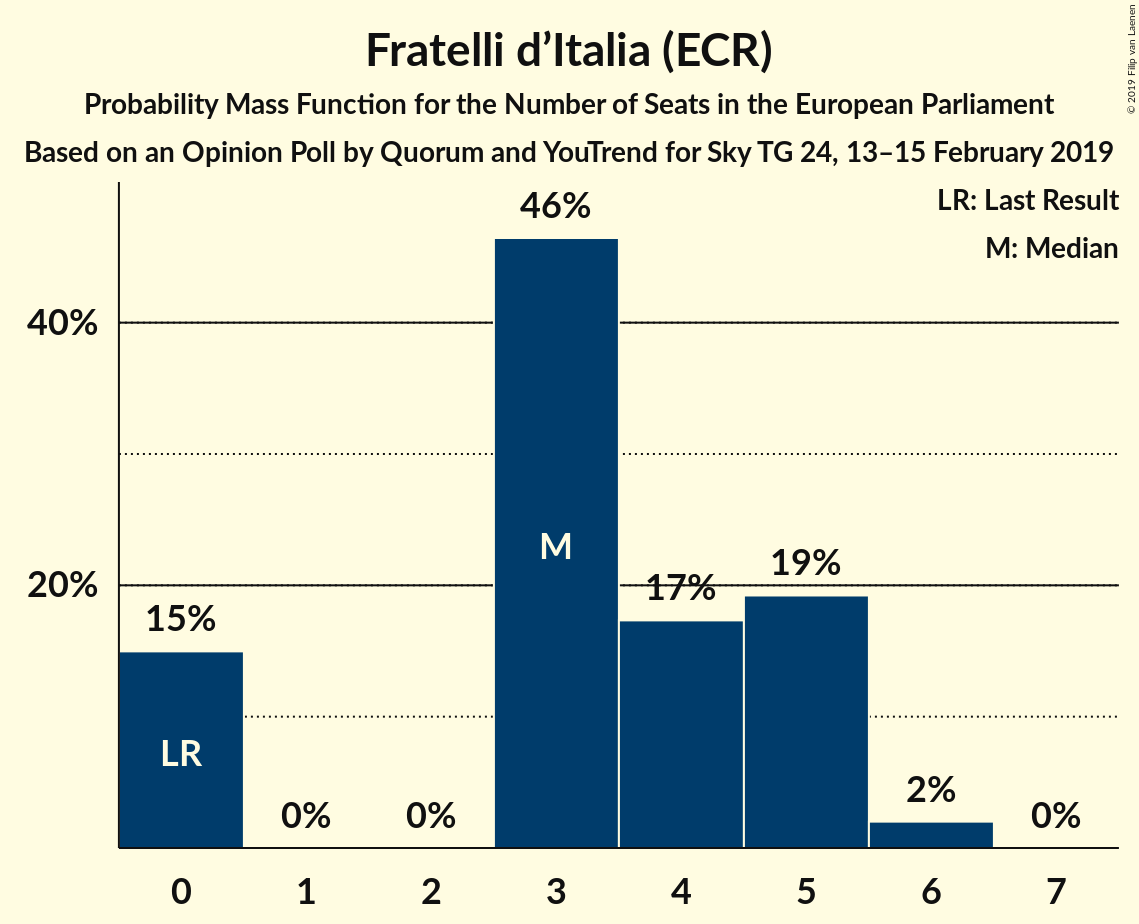 Fratelli d’Italia (ECR)
Probability Mass Function for the Number of Seats in the European Parliament
Based on an Opinion Poll by Quorum and YouTrend for Sky TG 24, 13–15 February 2019
© 2019 Filip van Laenen
LR: Last Result
M: Median
46%
40%
M
19%
20%
17%
15%
LR
2%
0%
0%
0%
0 1 2 3 4 5 6 7